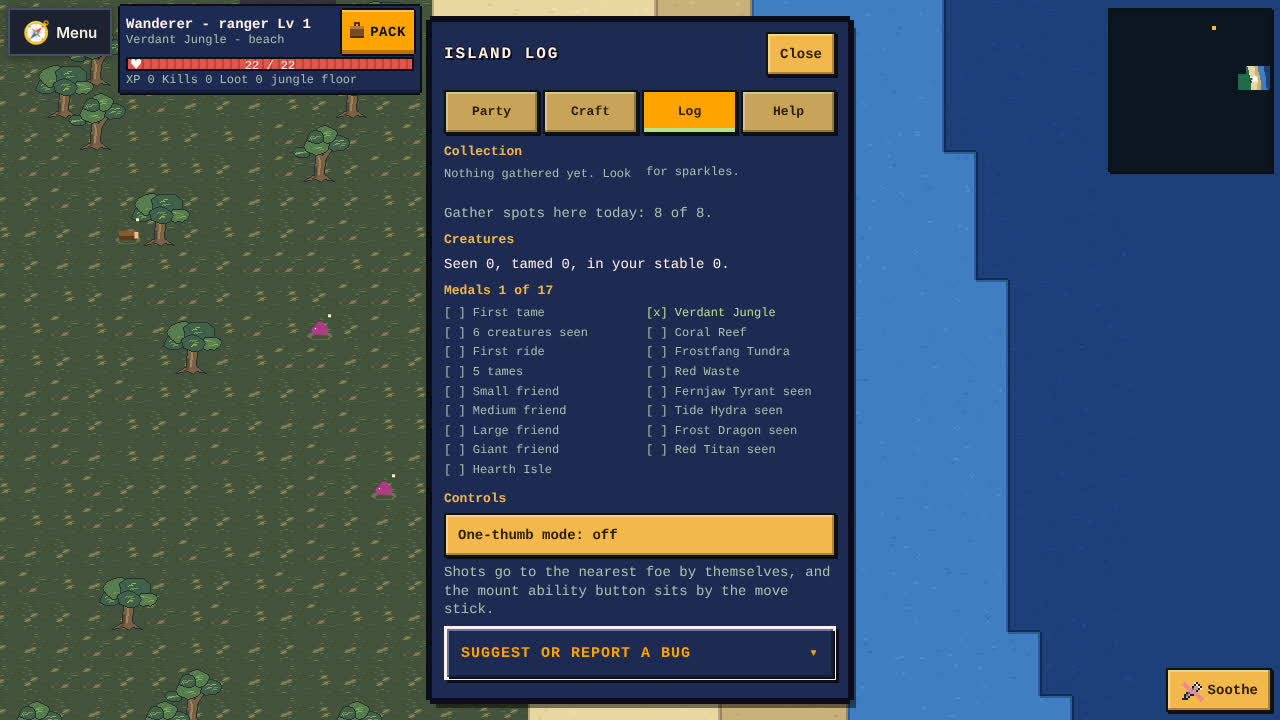 Menu
Wanderer - ranger Lv 1
Verdant Jungle - beach
PACK
22 / 22
XP 0 Kills 0 Loot 0 jungle floor
ISLAND LOG
Close
Party
Craft
Log
Help
Collection
Nothing gathered yet. Look for sparkles.
Gather spots here today: 8 of 8.
Creatures
Seen 0, tamed 0, in your stable 0.
Medals 1 of 17
[ ] First tame
[ ] 6 creatures seen
[ ] First ride
[ ] 5 tames
[ ] Small friend
[ ] Medium friend
[ ] Large friend
[ ] Giant friend
[ ] Hearth Isle
[x] Verdant Jungle
[ ] Coral Reef
[ ] Frostfang Tundra
[ ] Red Waste
[ ] Fernjaw Tyrant seen
[ ] Tide Hydra seen
[ ] Frost Dragon seen
[ ] Red Titan seen
Controls
One-thumb mode: off
Shots go to the nearest foe by themselves, and
the mount ability button sits by the move
stick.
SUGGEST OR REPORT A BUG
Soothe